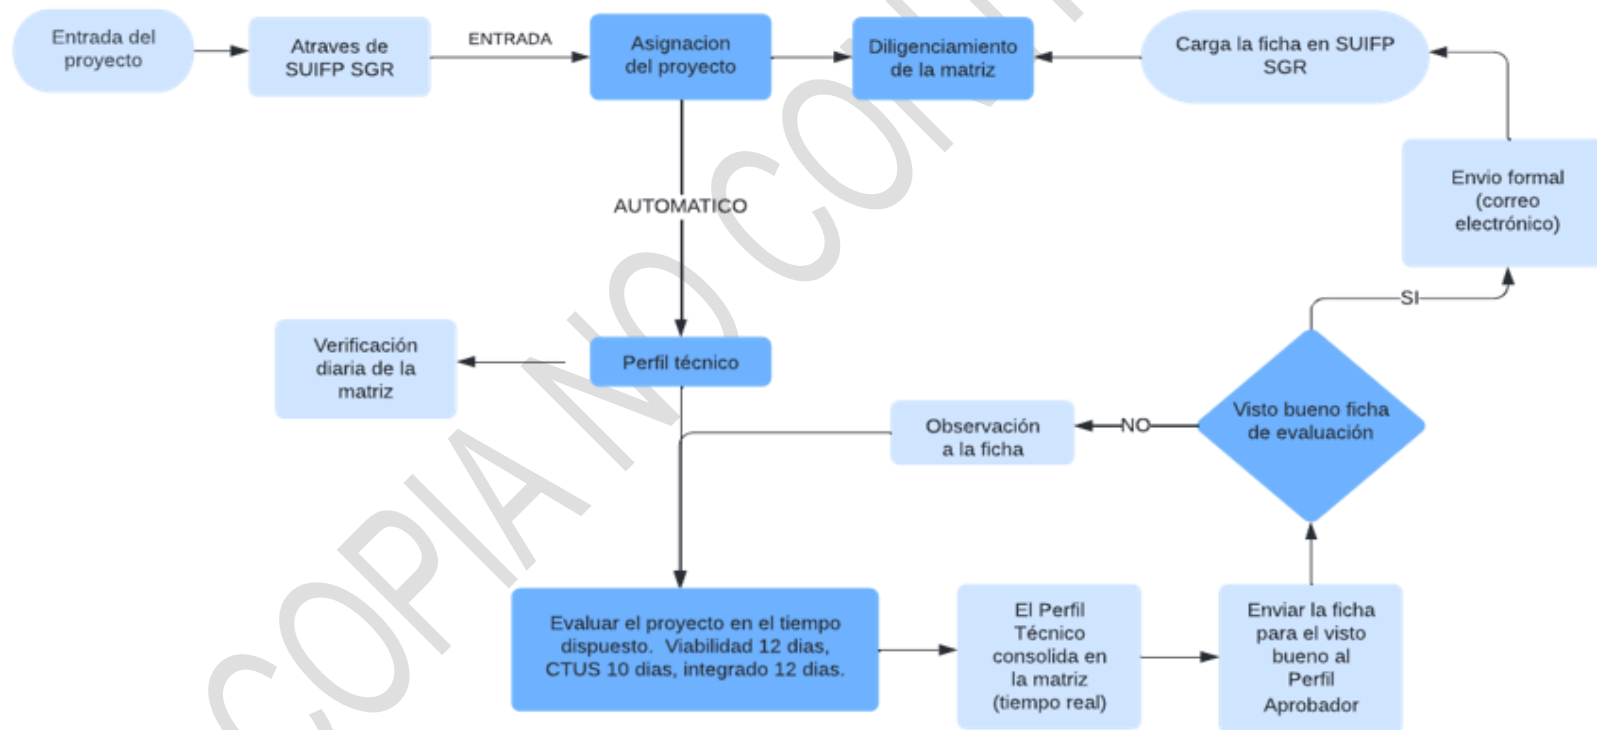 Entrada del
proyecto
Atraves de
SUIFP SGR
ENTRADA
Asignacion
del proyecto
Diligenciamiento
de la matriz
Carga la ficha en SUIFP
SGR
Envio formal
(correo
electrónico)
AUTOMATICO
SI
Verificación
diaria de la
matriz
Perfil técnico
Observación
a la ficha
NO
Visto bueno ficha
de evaluación
Evaluar el proyecto en el tiempo
dispuesto. Viabilidad 12 dias,
CTUS 10 dias, integrado 12 dias.
El Perfil
Técnico
consolida en
la matriz
(tiempo real)
Enviar la ficha
para el visto
bueno al
Perfil
Aprobador
COPIA NO